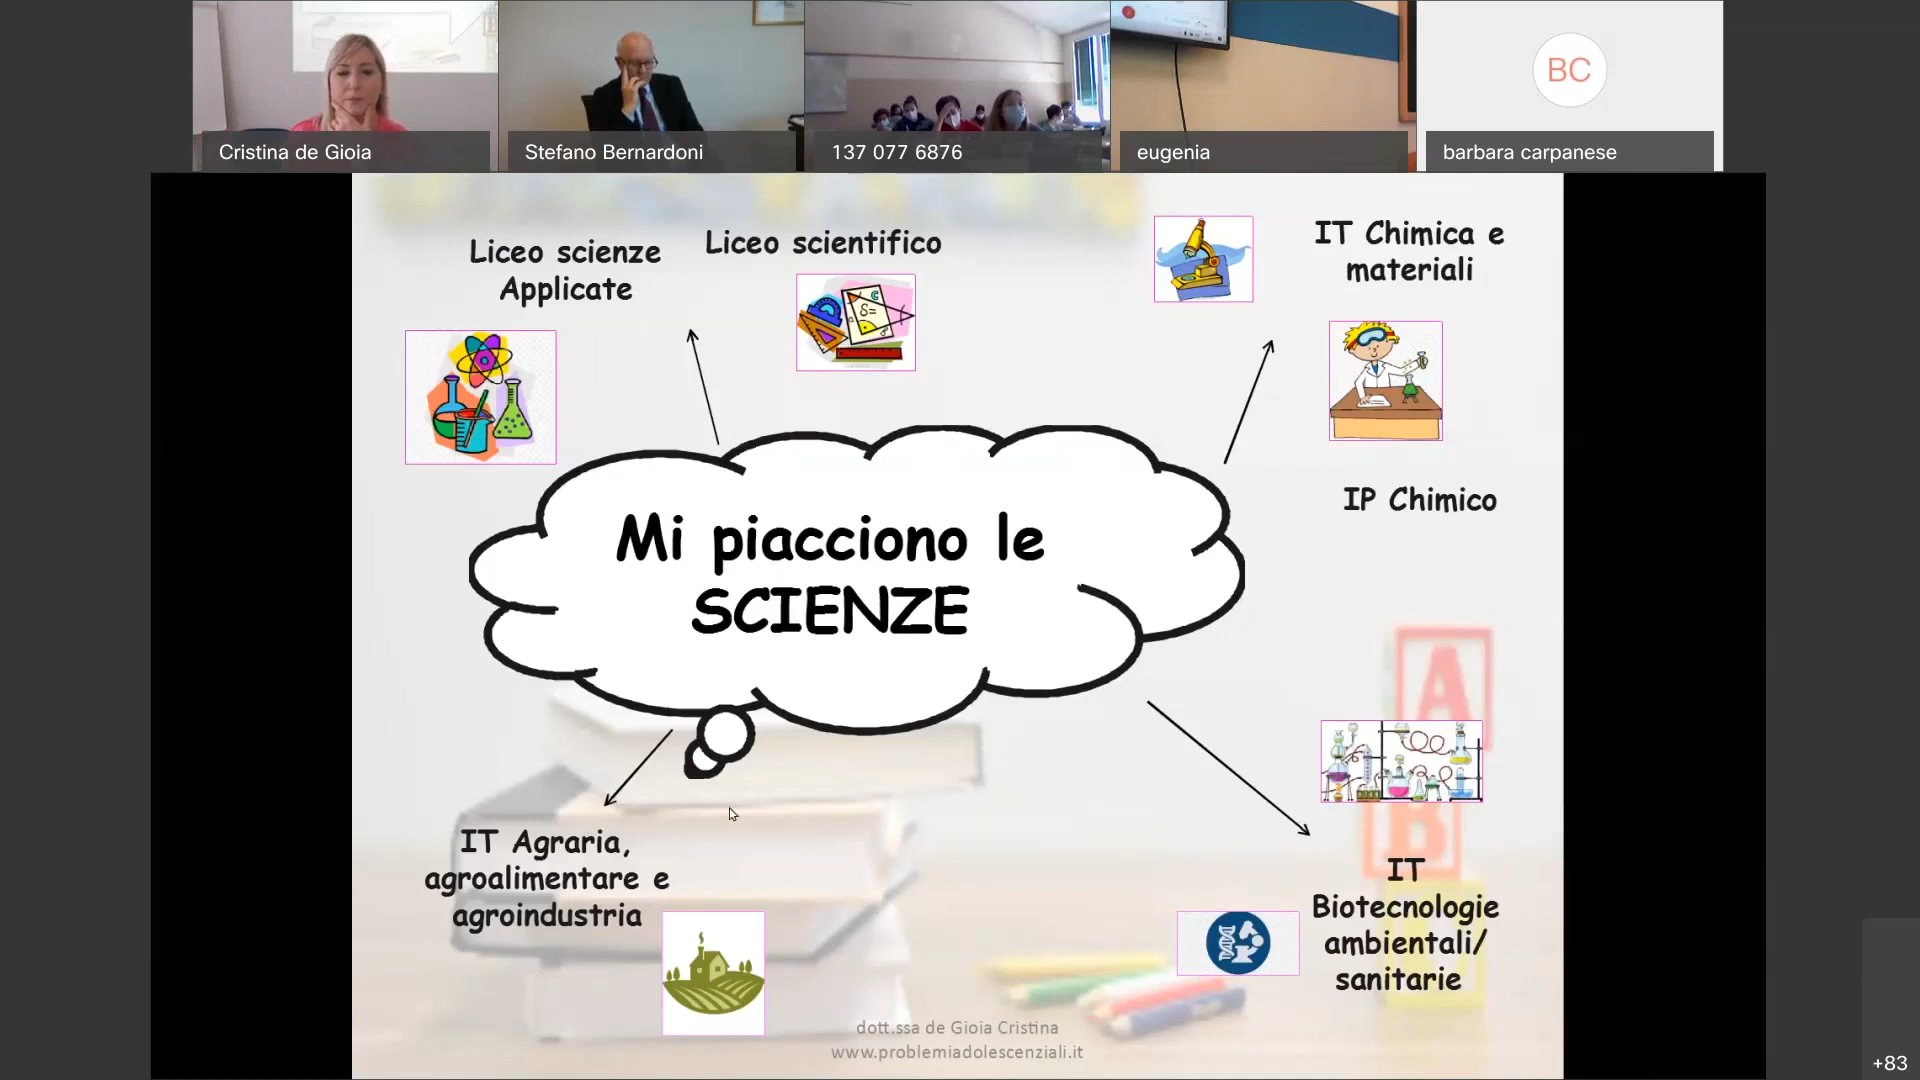 BC
Cristina de Gioia
Stefano Bernardoni
137 077 6876
eugenia
barbara carpanese
Liceo scienze
Applicate
Liceo scientifico
IT Chimica e
materiali
IP Chimico
Mi piacciono le
SCIENZE
IT Agraria,
agroalimentare e
agroindustria
IT
Biotecnologie
ambientali/
sanitarie
A
B
dott.ssa de Gioia Cristina
www.problemiadolescenziali.it
+83